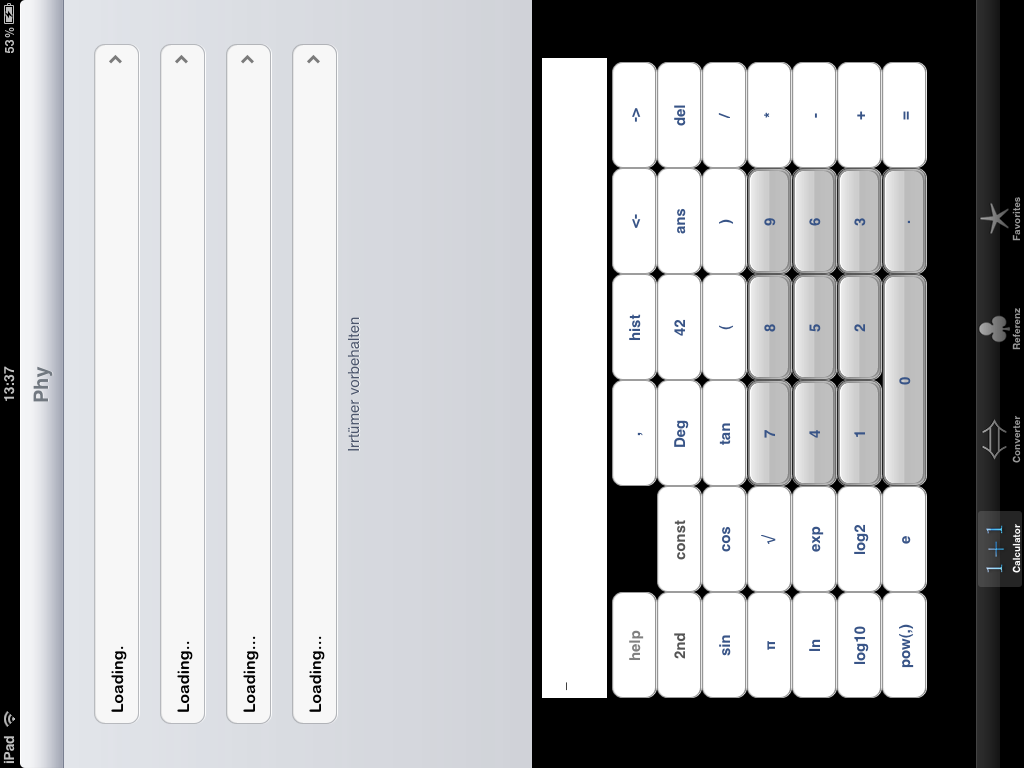 iPad 13:37 53%
Phy
Loading.
Loading..
Loading...
Loading...
Irrtümer vorbehalten
_
help , hist <- ->
2nd const Deg 42 ans del
sin cos tan ( ) /
π √ 7 8 9 *
ln exp 4 5 6 -
log10 log2 1 2 3 +
pow(,) e 0 . =
1+1
Calculator Converter Referenz Favorites